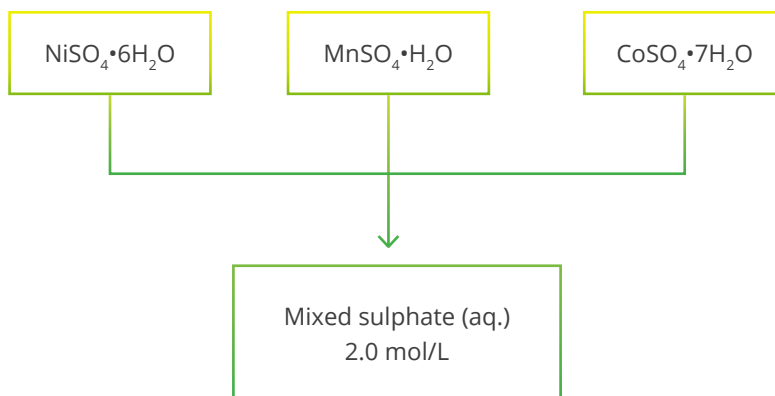 NiSO₄•6H₂O
MnSO₄•H₂O
CoSO₄•7H₂O
Mixed sulphate (aq.)
2.0 mol/L